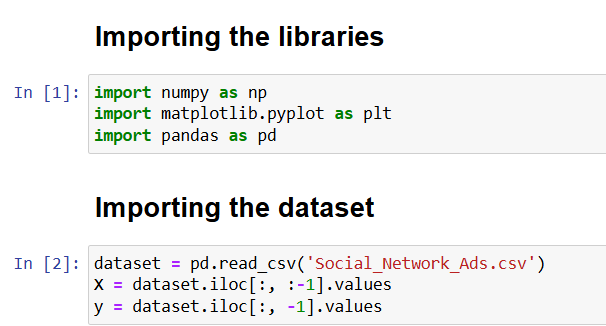 Importing the libraries
In [1]: import numpy as np
import matplotlib.pyplot as plt
import pandas as pd
Importing the dataset
In [2]: dataset = pd.read_csv('Social_Network_Ads.csv')
X = dataset.iloc[:, :-1].values
y = dataset.iloc[:, -1].values